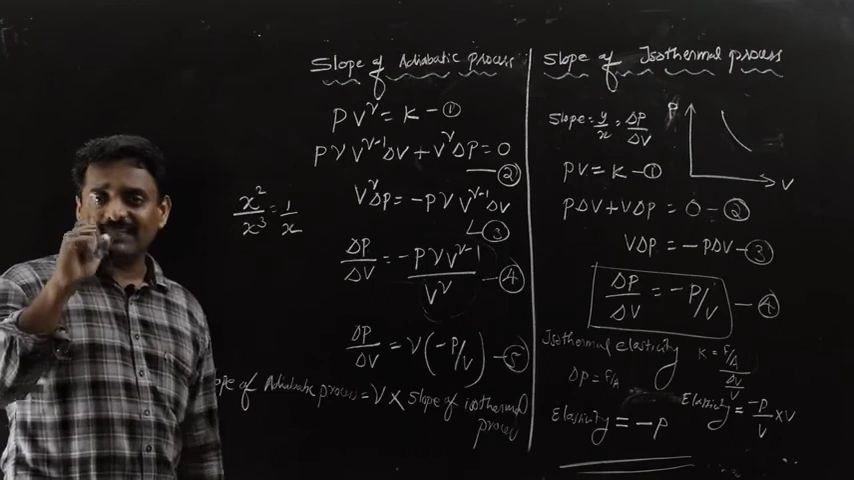 Slope of Adiabatic process
PV^γ = K - ①
PγV^γ-1 ΔV + V^γ ΔP = 0
②
V^γ ΔP = -PγV^γ-1 ΔV
③
x²/x³ = 1/x
ΔP/ΔV = -PγV^γ-1/V^γ - ④
ΔP/ΔV = γ(-P/V) - ⑤
of Adiabatic process = γ × Slope of isothermal
process
Slope of Isothermal process
Slope = y/x = ΔP/ΔV
P
V
PV = K - ①
PΔV + VΔP = 0 - ②
VΔP = -PΔV - ③
ΔP/ΔV = -P/V - ④
Isothermal elasticity
K = F/A / ΔV/V
ΔP = F/A
Elasticity = -P/V × V
Elasticity = -P